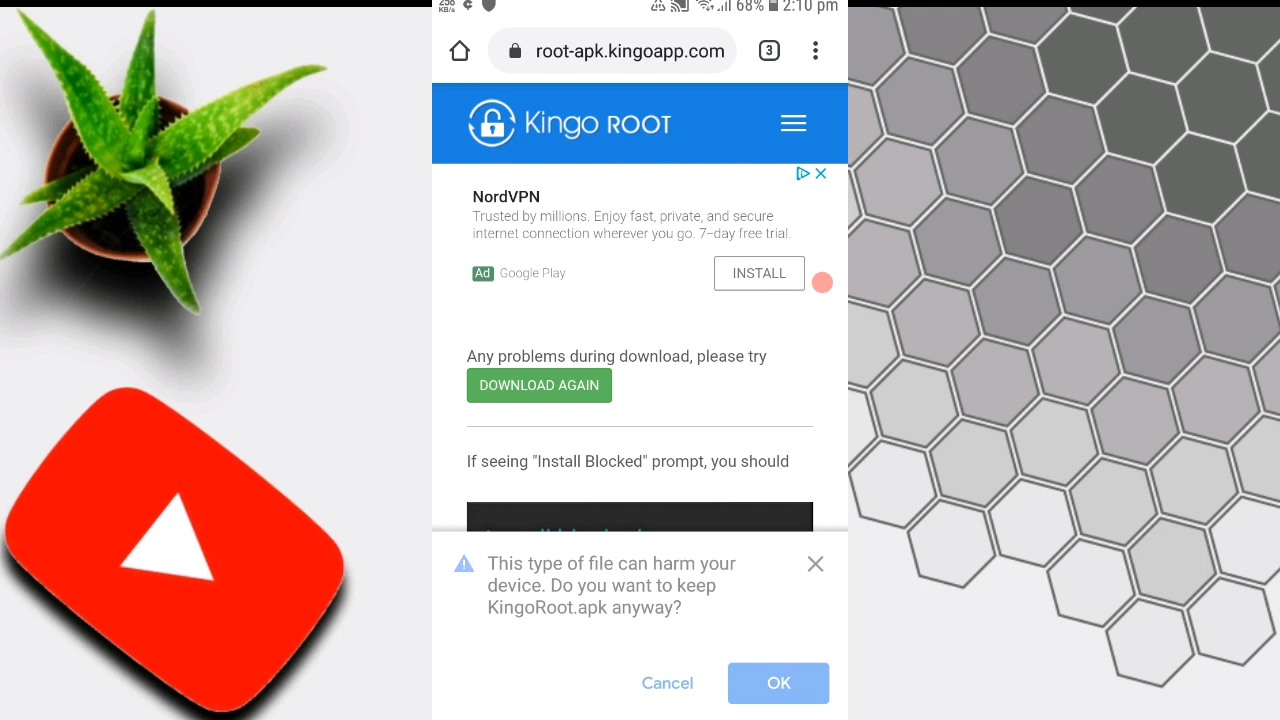 258
KB/s
68% 2:10 pm
root-apk.kingoapp.com
3
Kingo ROOT
NordVPN
Trusted by millions. Enjoy fast, private, and secure
internet connection wherever you go. 7-day free trial.
Ad Google Play
INSTALL
Any problems during download, please try
DOWNLOAD AGAIN
If seeing "Install Blocked" prompt, you should
This type of file can harm your
device. Do you want to keep
KingoRoot.apk anyway?
Cancel
OK